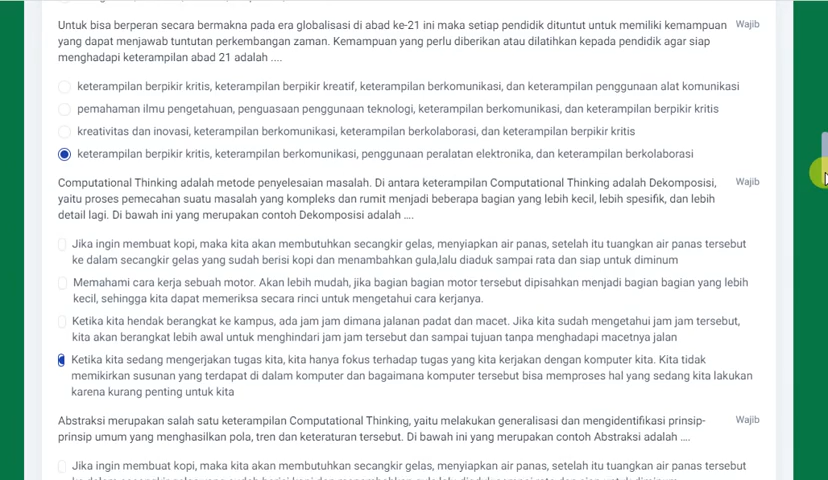 Untuk bisa berperan secara bermakna pada era globalisasi di abad ke-21 ini maka setiap pendidik dituntut untuk memiliki kemampuan Wajib
yang dapat menjawab tuntutan perkembangan zaman. Kemampuan yang perlu diberikan atau dilatihkan kepada pendidik agar siap
menghadapi keterampilan abad 21 adalah ....
keterampilan berpikir kritis, keterampilan berpikir kreatif, keterampilan berkomunikasi, dan keterampilan penggunaan alat komunikasi
pemahaman ilmu pengetahuan, penguasaan penggunaan teknologi, keterampilan berkomunikasi, dan keterampilan berpikir kritis
kreativitas dan inovasi, keterampilan berkomunikasi, keterampilan berkolaborasi, dan keterampilan berpikir kritis
keterampilan berpikir kritis, keterampilan berkomunikasi, penggunaan peralatan elektronika, dan keterampilan berkolaborasi
Computational Thinking adalah metode penyelesaian masalah. Di antara keterampilan Computational Thinking adalah Dekomposisi, Wajib
yaitu proses pemecahan suatu masalah yang kompleks dan rumit menjadi beberapa bagian yang lebih kecil, lebih spesifik, dan lebih
detail lagi. Di bawah ini yang merupakan contoh Dekomposisi adalah ....
Jika ingin membuat kopi, maka kita akan membutuhkan secangkir gelas, menyiapkan air panas, setelah itu tuangkan air panas tersebut
ke dalam secangkir gelas yang sudah berisi kopi dan menambahkan gula,lalu diaduk sampai rata dan siap untuk diminum
Memahami cara kerja sebuah motor. Akan lebih mudah, jika bagian bagian motor tersebut dipisahkan menjadi bagian bagian yang lebih
kecil, sehingga kita dapat memeriksa secara rinci untuk mengetahui cara kerjanya.
Ketika kita hendak berangkat ke kampus, ada jam jam dimana jalanan padat dan macet. Jika kita sudah mengetahui jam jam tersebut,
kita akan berangkat lebih awal untuk menghindari jam jam tersebut dan sampai tujuan tanpa menghadapi macetnya jalan
Ketika kita sedang mengerjakan tugas kita, kita hanya fokus terhadap tugas yang kita kerjakan dengan komputer kita. Kita tidak
memikirkan susunan yang terdapat di dalam komputer dan bagaimana komputer tersebut bisa memproses hal yang sedang kita lakukan
karena kurang penting untuk kita
Abstraksi merupakan salah satu keterampilan Computational Thinking, yaitu melakukan generalisasi dan mengidentifikasi prinsip- Wajib
prinsip umum yang menghasilkan pola, tren dan keteraturan tersebut. Di bawah ini yang merupakan contoh Abstraksi adalah ....
Jika ingin membuat kopi, maka kita akan membutuhkan secangkir gelas, menyiapkan air panas, setelah itu tuangkan air panas tersebut